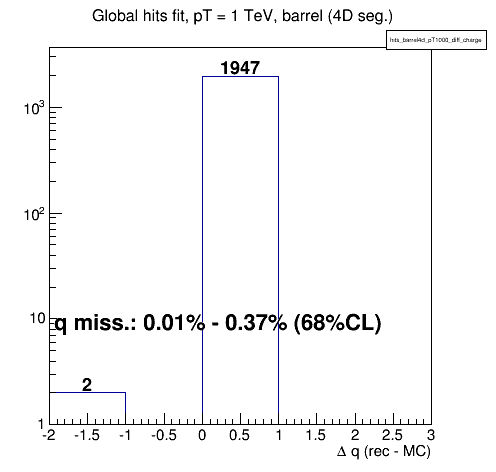 Global hits fit, pT = 1 TeV, barrel (4D seg.)
hits_barrel4d_pT1000_diff_charge
1947
10³
10²
10
q miss.: 0.01% - 0.37% (68%CL)
2
1
-2 -1.5 -1 -0.5 0 0.5 1 1.5 2 2.5 3
Δ q (rec - MC)